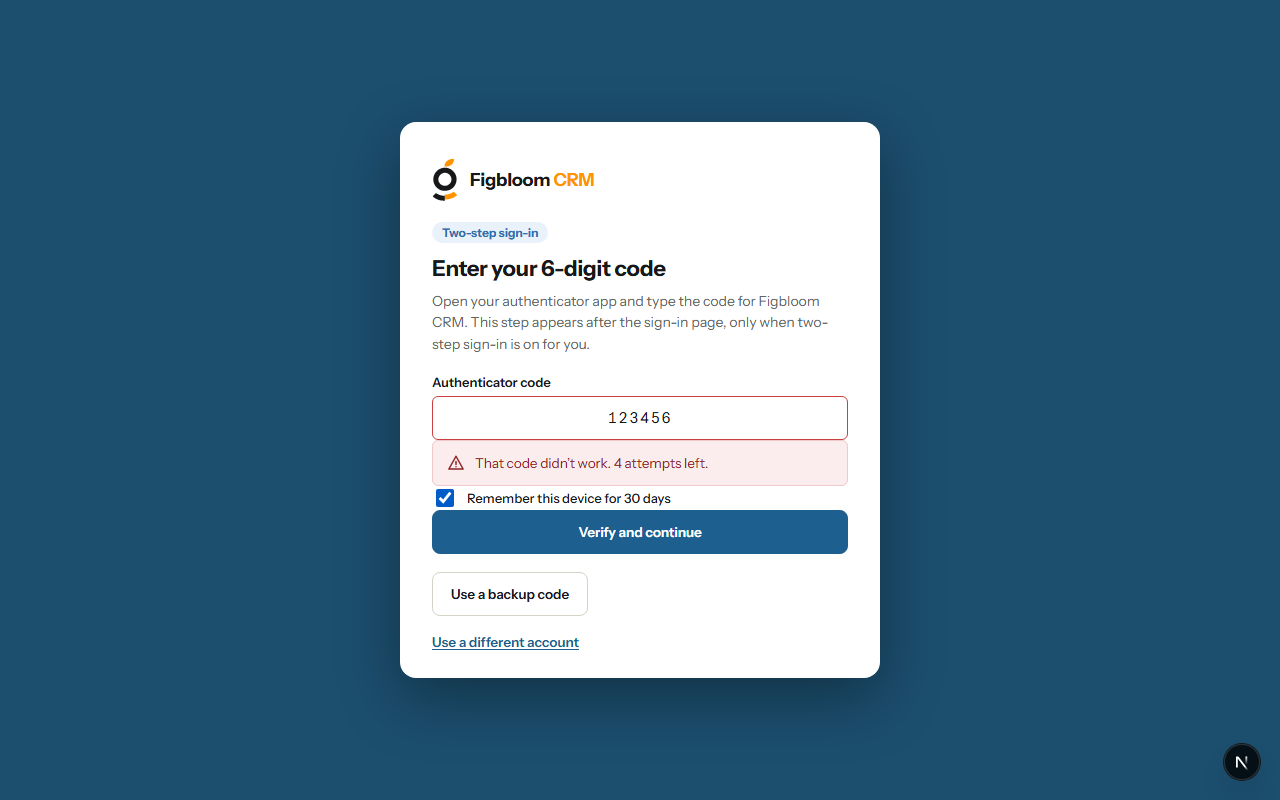 Figbloom CRM
Two-step sign-in
Enter your 6-digit code
Open your authenticator app and type the code for Figbloom
CRM. This step appears after the sign-in page, only when two-
step sign-in is on for you.
Authenticator code
123456
That code didn't work. 4 attempts left.
Remember this device for 30 days
Verify and continue
Use a backup code
Use a different account
N